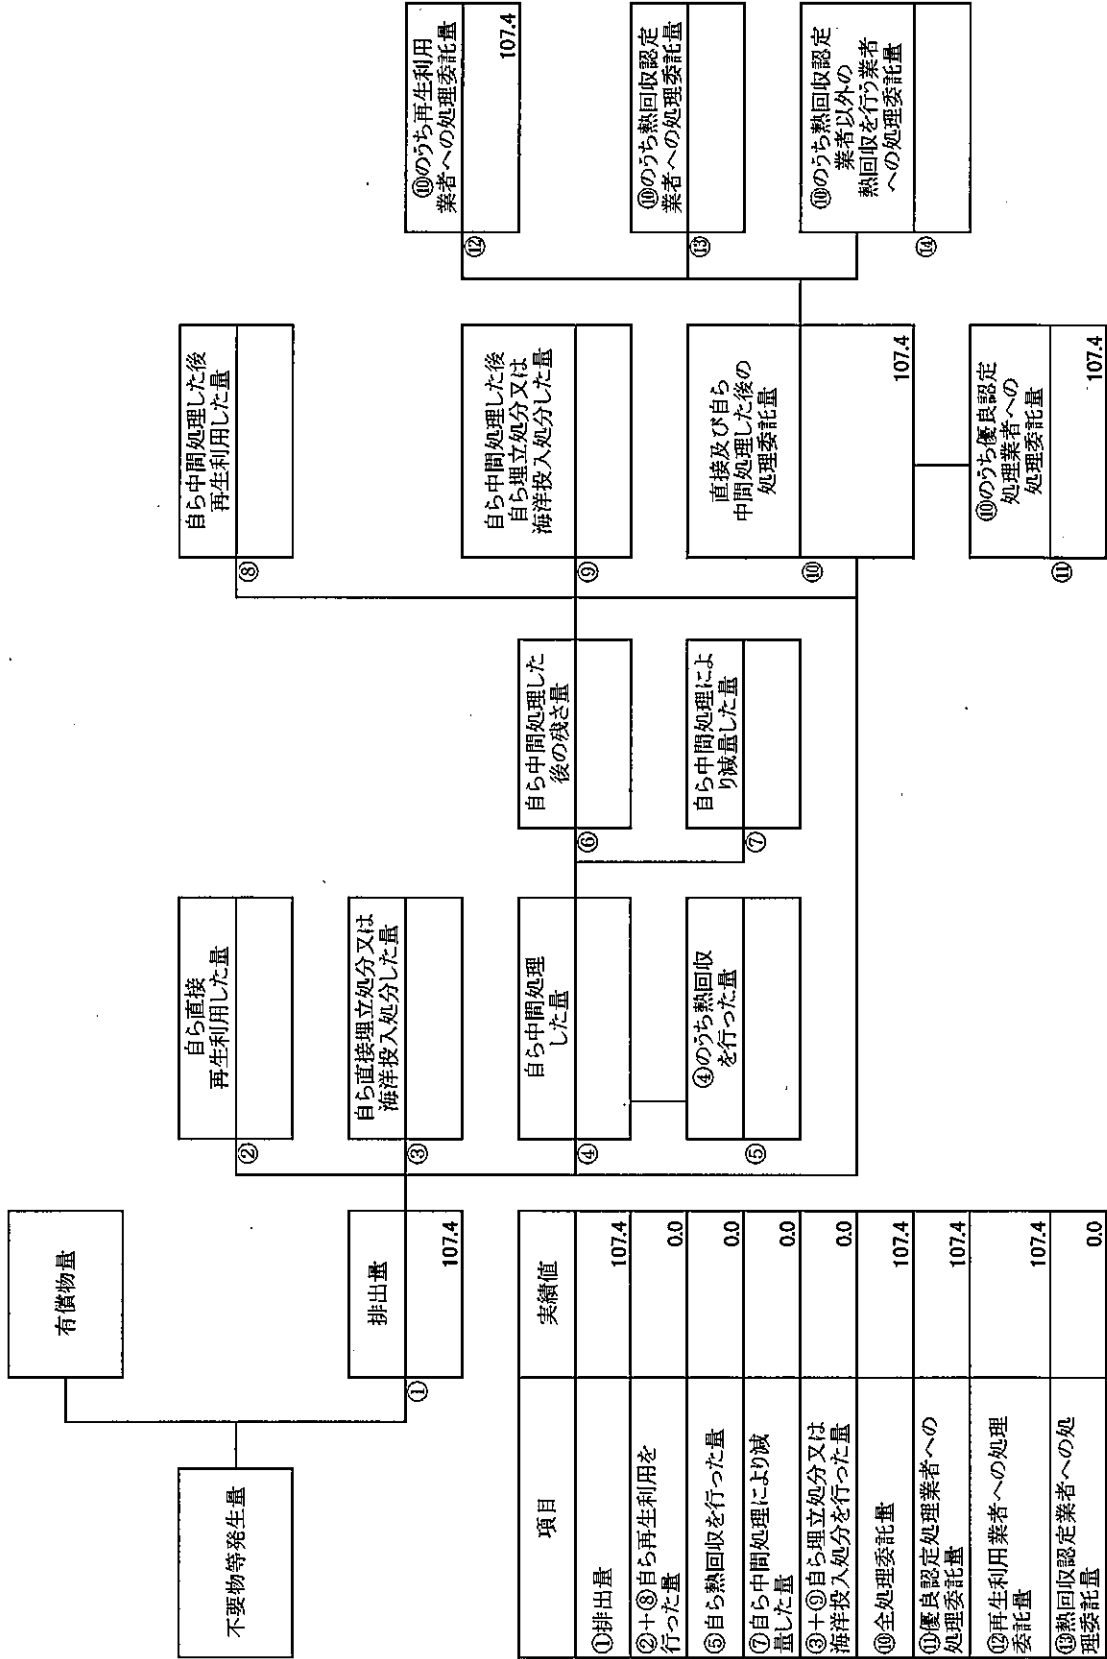 不要物等発生量
有償物量
①
排出量
107.4
②
自ら直接
再生利用した量
③
自ら直接埋立処分又は
海洋投入処分した量
④
自ら中間処理
した量
⑤
④のうち熱回収
を行った量
⑥
自ら中間処理した
後の残さ量
⑦
自ら中間処理によ
り減量した量
⑧
自ら中間処理した後
再生利用した量
⑨
自ら中間処理した後
自ら埋立処分又は
海洋投入処分した量
⑩
直接及び自ら
中間処理した後の
処理委託量
107.4
⑪
⑩のうち優良認定
処理業者への
処理委託量
107.4
⑫
⑩のうち再生利用
業者への処理委託量
107.4
⑬
⑩のうち熱回収認定
業者への処理委託量
⑭
⑩のうち熱回収認定
業者以外の
熱回収を行う業者
への処理委託量
項目 実績値
①排出量 107.4
②+⑧自ら再生利用を
行った量 0.0
⑤自ら熱回収を行った量 0.0
⑦自ら中間処理により減
量した量 0.0
③+⑨自ら埋立処分又は
海洋投入処分を行った量 0.0
⑩全処理委託量 107.4
⑪優良認定処理業者への
処理委託量 107.4
⑫再生利用業者への処理
委託量 107.4
⑬熱回収認定業者への処
理委託量 0.0